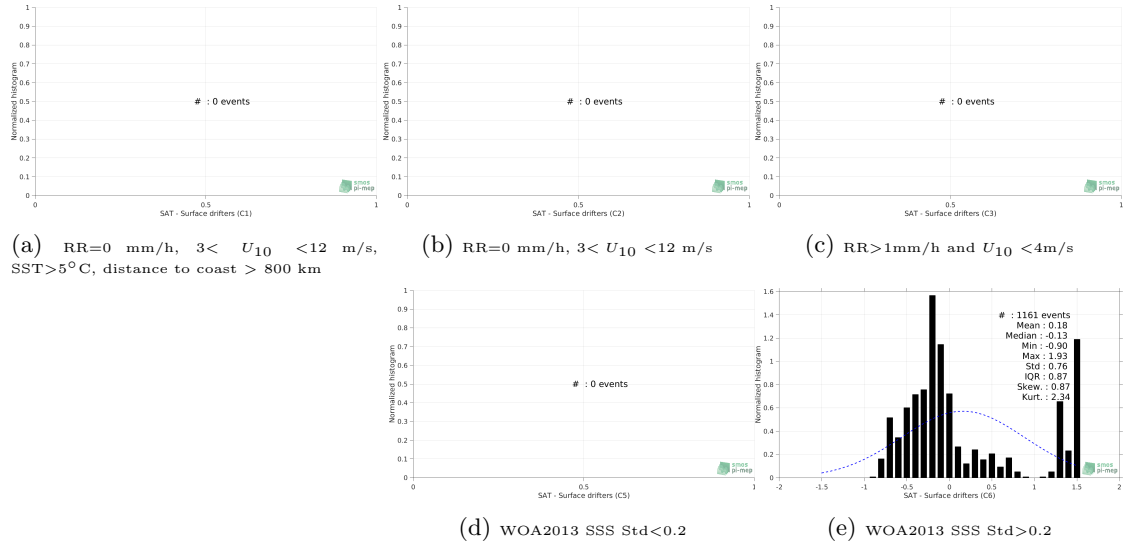 1
0.9
0.8
0.7
0.6
0.5
0.4
0.3
0.2
0.1
0
Normalized histogram
# : 0 events
smos
pi-mep
0 0.5 1
SAT - Surface drifters (C1)
(a) RR=0 mm/h, 3< U10 <12 m/s,
SST>5°C, distance to coast > 800 km
1
0.9
0.8
0.7
0.6
0.5
0.4
0.3
0.2
0.1
0
Normalized histogram
# : 0 events
smos
pi-mep
0 0.5 1
SAT - Surface drifters (C2)
(b) RR=0 mm/h, 3< U10 <12 m/s
1
0.9
0.8
0.7
0.6
0.5
0.4
0.3
0.2
0.1
0
Normalized histogram
# : 0 events
smos
pi-mep
0 0.5 1
SAT - Surface drifters (C3)
(c) RR>1mm/h and U10 <4m/s
1
0.9
0.8
0.7
0.6
0.5
0.4
0.3
0.2
0.1
0
Normalized histogram
# : 0 events
smos
pi-mep
0 0.5 1
SAT - Surface drifters (C5)
(d) WOA2013 SSS Std<0.2
1.6
1.4
1.2
1
0.8
0.6
0.4
0.2
0
Normalized histogram
# : 1161 events
Mean : 0.18
Median : -0.13
Min : -0.90
Max : 1.93
Std : 0.76
IQR : 0.87
Skew. : 0.87
Kurt. : 2.34
smos
pi-mep
-2 -1.5 -1 -0.5 0 0.5 1 1.5 2
SAT - Surface drifters (C6)
(e) WOA2013 SSS Std>0.2